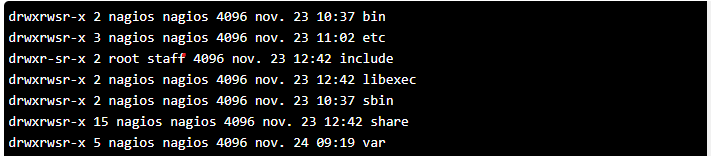 drwxrwsr-x 2 nagios nagios 4096 nov. 23 10:37 bin
drwxrwsr-x 3 nagios nagios 4096 nov. 23 11:02 etc
drwxr-sr-x 2 root staff 4096 nov. 23 12:42 include
drwxrwsr-x 2 nagios nagios 4096 nov. 23 12:42 libexec
drwxrwsr-x 2 nagios nagios 4096 nov. 23 10:37 sbin
drwxrwsr-x 15 nagios nagios 4096 nov. 23 12:42 share
drwxrwsr-x 5 nagios nagios 4096 nov. 24 09:19 var